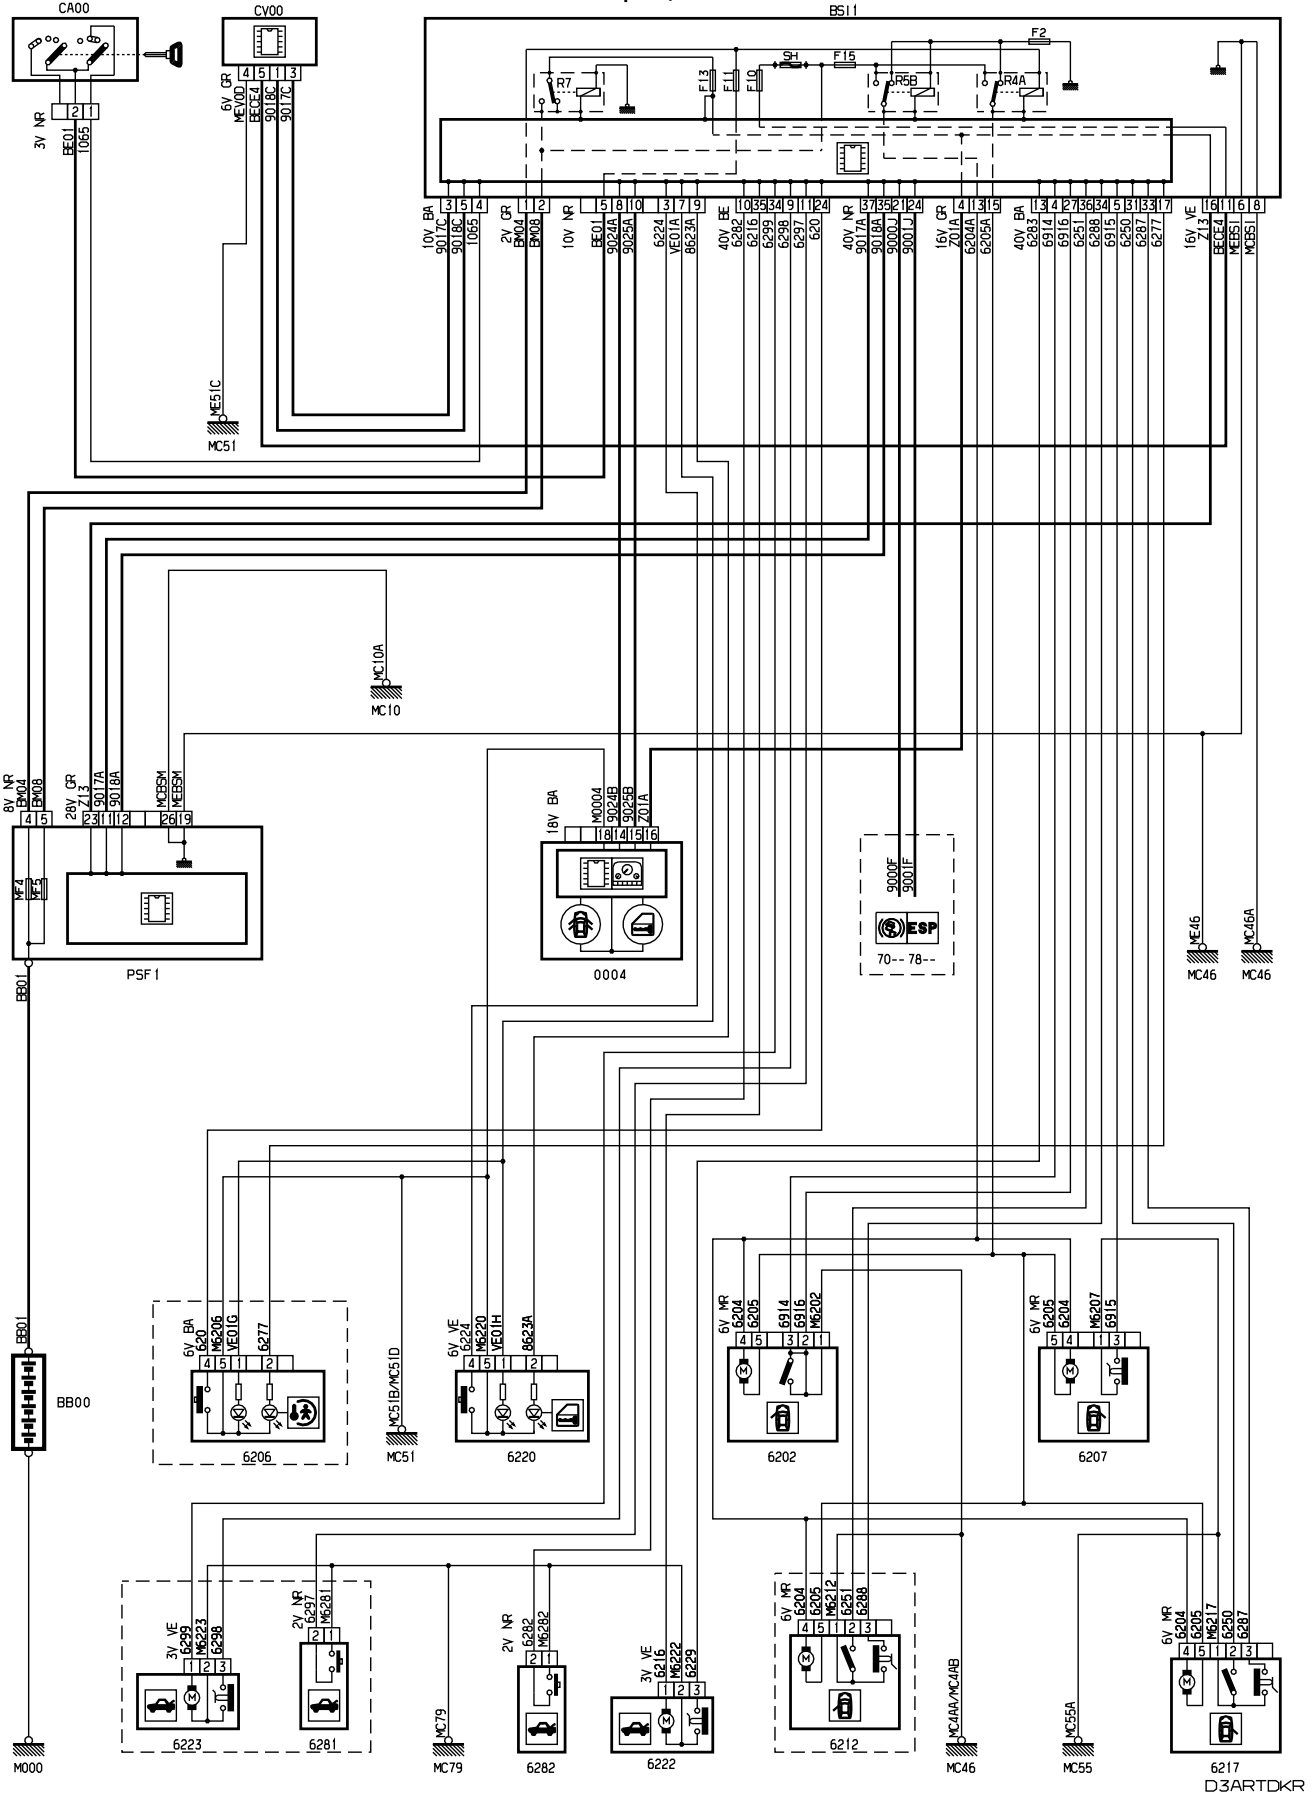 CA00
CV00
BSI1
F2
SH
F15
R7
F13
F11
F10
R5B
R4A
4 5 1 3
6V GR
MEVOD
BECE4
9018C
9017C
2 1
3V NR
BE01
1065
3 5 4
10V BA
9017C
9018C
1065
1 2
2V GR
BM04
BM08
5 8 10
10V NR
BE01
9024A
9025A
3 7 9
6224
VE01A
8623A
10 35 34 9 11 24
40V BE
6282
6216
6299
6298
6297
620
37 35 21 24
40V NR
9017A
9018A
9000J
9001J
4 13 15
16V GR
Z01A
6204A
6205A
13 4 27 36 34 5 31 33 17
40V BA
6283
6914
6916
6251
6288
6915
6250
6287
6277
16 11 6 8
16V VE
Z13
BECE4
MEBSI
MCBSI
ME51C
MC51
MC10A
MC10
8V NR
BM04
BM08
28V GR
Z13
9017A
9018A
MCBSM
MEBSM
4 5
23 11 12 26 19
MF4
MF5
PSF1
BB01
18V BA
M0004
9024B
9025B
Z01A
18 14 15 16
0004
9000F
9001F
ESP
70-- 78--
ME46
MC46A
MC46
MC46
BB01
BB00
M000
6V BA
620
M6206
VE01G
6277
4 5 1 2
6206
MC51B/MC51D
MC51
6V VE
6224
M6220
VE01H
8623A
4 5 1 2
6220
6V MR
6204
6205
6914
6916
M6202
4 5 3 2 1
6202
6V MR
6205
6204
M6207
6915
5 4 1 3
6207
M
M
3V VE
6299
M6223
6298
1 2 3
M
6223
2V NR
6297
M6281
2 1
6281
MC79
MC79
2V NR
6282
M6282
2 1
6282
3V VE
6216
M6222
6229
1 2 3
M
6222
6V MR
6204
6205
M6212
6251
6288
4 5 1 2 3
M
6212
MC4AA/MC4AB
MC46
MC55A
MC55
6V MR
6204
6205
M6217
6250
6287
4 5 1 2 3
M
6217
D3ARTDKR